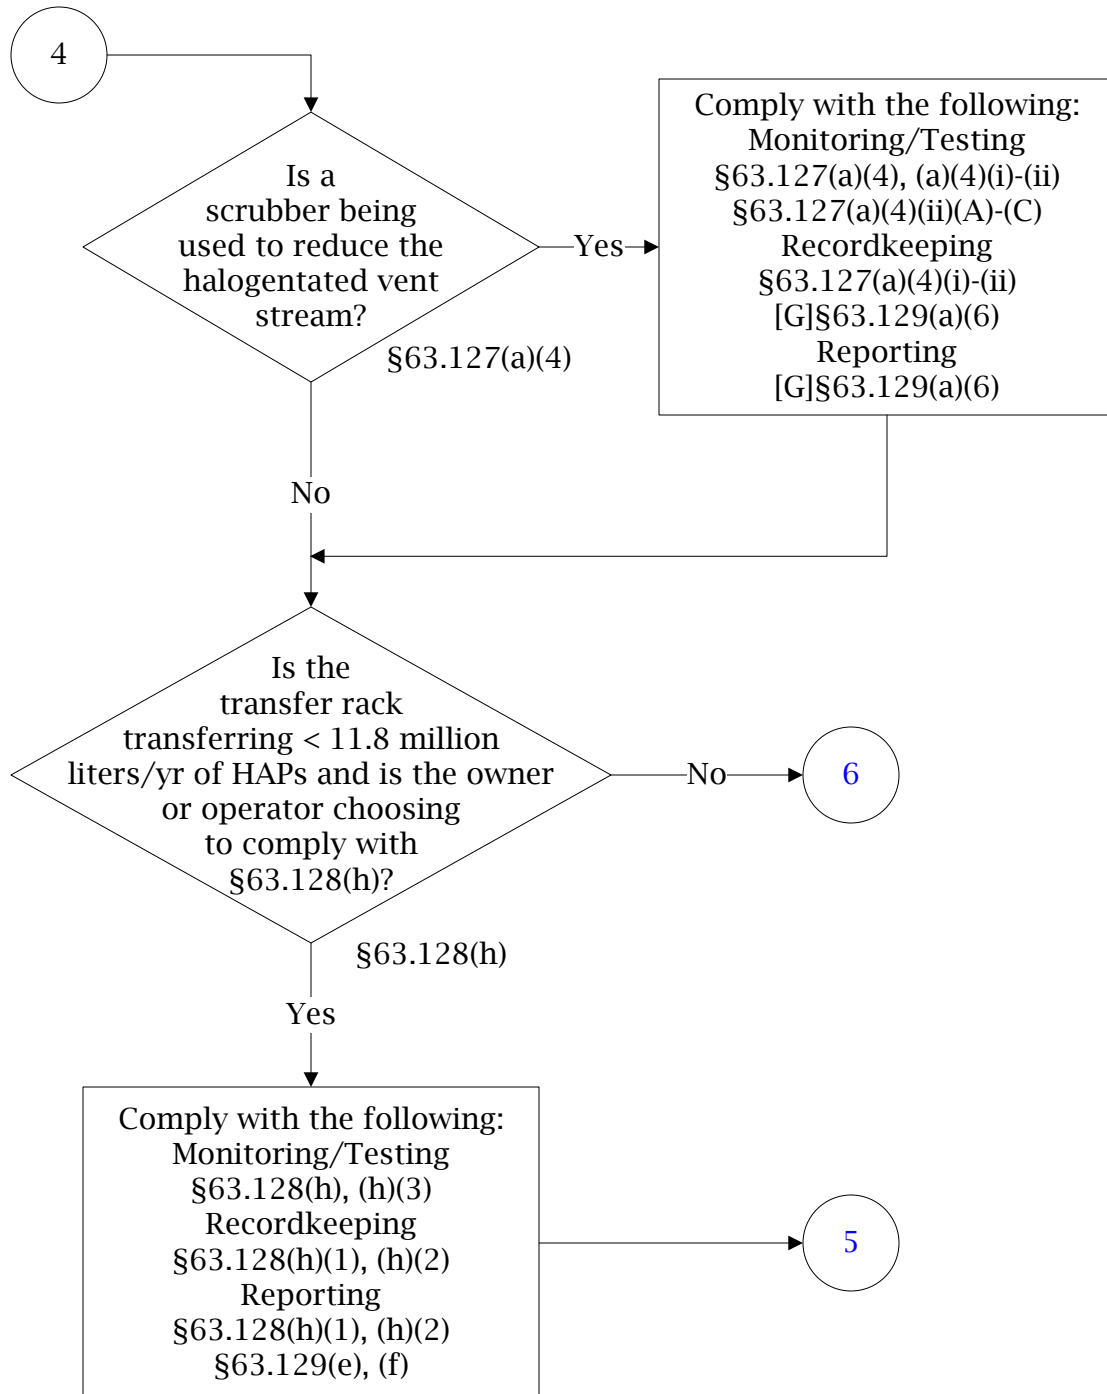 4
Is a
scrubber being
used to reduce the
halogentated vent
stream?
§63.127(a)(4)
Yes
Comply with the following:
Monitoring/Testing
§63.127(a)(4), (a)(4)(i)-(ii)
§63.127(a)(4)(ii)(A)-(C)
Recordkeeping
§63.127(a)(4)(i)-(ii)
[G]§63.129(a)(6)
Reporting
[G]§63.129(a)(6)
No
Is the
transfer rack
transferring < 11.8 million
liters/yr of HAPs and is the owner
or operator choosing
to comply with
§63.128(h)?
§63.128(h)
No
6
Yes
Comply with the following:
Monitoring/Testing
§63.128(h), (h)(3)
Recordkeeping
§63.128(h)(1), (h)(2)
Reporting
§63.128(h)(1), (h)(2)
§63.129(e), (f)
5